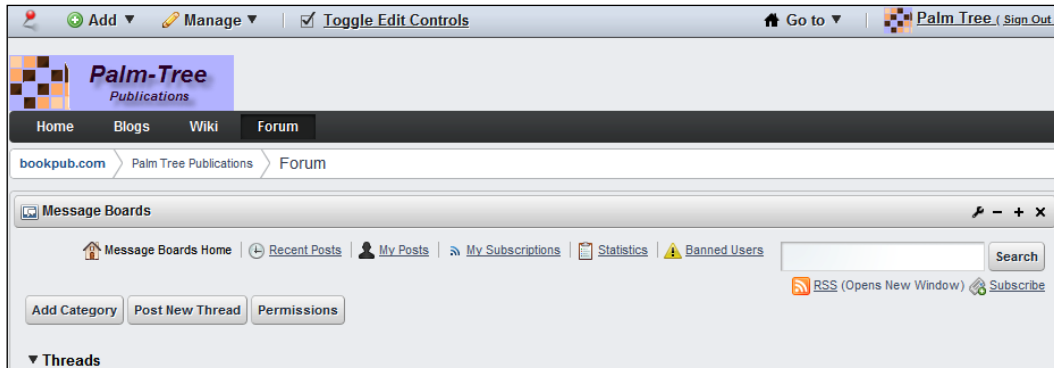 Add Manage Toggle Edit Controls Go to Palm Tree (Sign Out
Palm-Tree
Publications
Home Blogs Wiki Forum
bookpub.com Palm Tree Publications Forum
Message Boards
Message Boards Home Recent Posts My Posts My Subscriptions Statistics Banned Users Search
RSS (Opens New Window) Subscribe
Add Category Post New Thread Permissions
Threads